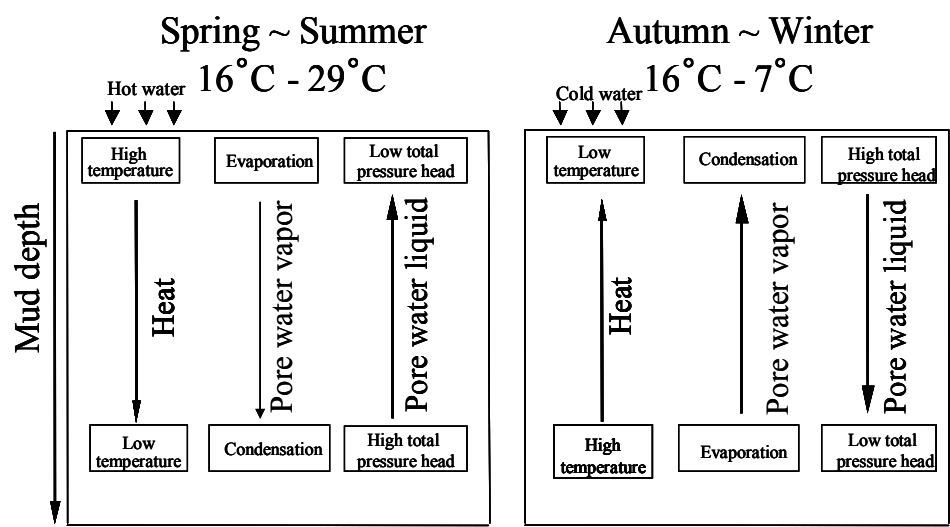 Spring ~ Summer
16°C - 29°C
Hot water
High
temperature
Evaporation
Low total
pressure head
Mud depth
Heat
Pore water vapor
Pore water liquid
Low
temperature
Condensation
High total
pressure head
Autumn ~ Winter
16°C - 7°C
Cold water
Low
temperature
Condensation
High total
pressure head
Heat
Pore water vapor
Pore water liquid
High
temperature
Evaporation
Low total
pressure head